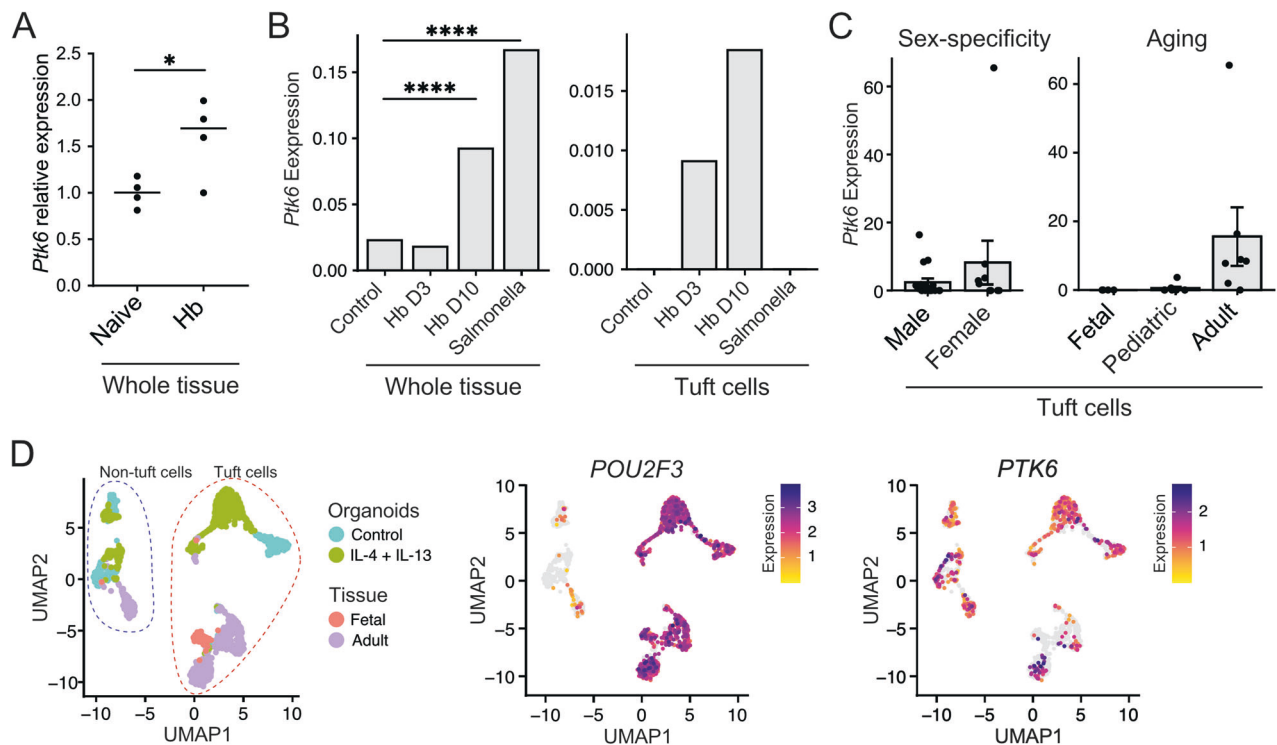 A
Ptk6 relative expression
2.5
2.0
1.5
1.0
0.5
0.0
*
Naive
Hb
Whole tissue
B
Ptk6 Eexpression
0.15
0.10
0.05
0.00
****
****
Control
Hb D3
Hb D10
Salmonella
Whole tissue
0.015
0.010
0.005
0.000
Control
Hb D3
Hb D10
Salmonella
Tuft cells
C
Sex-specificity
Aging
Ptk6 Expression
60
40
20
0
Male
Female
60
40
20
0
Fetal
Pediatric
Adult
Tuft cells
D
Non-tuft cells
Tuft cells
UMAP2
5
0
−5
−10
−10
−5
0
5
10
UMAP1
Organoids
Control
IL-4 + IL-13
Tissue
Fetal
Adult
POU2F3
UMAP2
10
5
0
−5
−10
−10
−5
0
5
10
UMAP1
Expression
3
2
1
PTK6
UMAP2
10
5
0
−5
−10
−10
−5
0
5
10
UMAP1
Expression
2
1